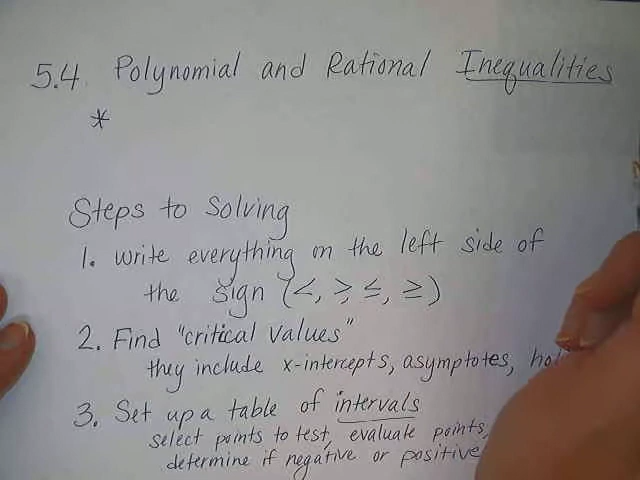 5.4 Polynomial and Rational Inequalities
*
Steps to Solving
1. write everything on the left side of
the sign (<, >, ≤, ≥)
2. Find "critical values"
they include x-intercepts, asymptotes,
3. Set up a table of intervals
select points to test, evaluate points,
determine if negative or positive